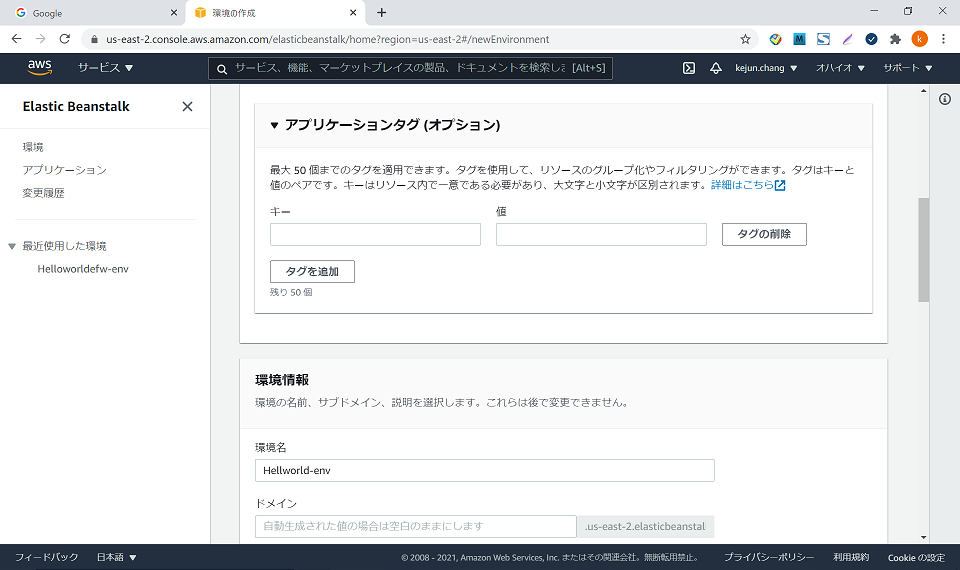 Google
環境の作成
us-east-2.console.aws.amazon.com/elasticbeanstalk/home?region=us-east-2#/newEnvironment
k
aws
サービス
サービス、機能、マーケットプレイスの製品、ドキュメントを検索しま [Alt+S]
kejun.chang
オハイオ
サポート
Elastic Beanstalk
環境
アプリケーション
変更履歴
最近使用した環境
Helloworldefw-env
アプリケーションタグ (オプション)
最大 50 個までのタグを適用できます。タグを使用して、リソースのグループ化やフィルタリングができます。タグはキーと
値のペアです。キーはリソース内で一意である必要があり、大文字と小文字が区別されます。詳細はこちら
キー
値
タグの削除
タグを追加
残り 50 個
環境情報
環境の名前、サブドメイン、説明を選択します。これらは後で変更できません。
環境名
Hellworld-env
ドメイン
自動生成された値の場合は空白のままにします
.us-east-2.elasticbeanstal
フィードバック
日本語
© 2008 - 2021, Amazon Web Services, Inc. またはその関連会社。無断転用禁止。
プライバシーポリシー
利用規約
Cookie の設定